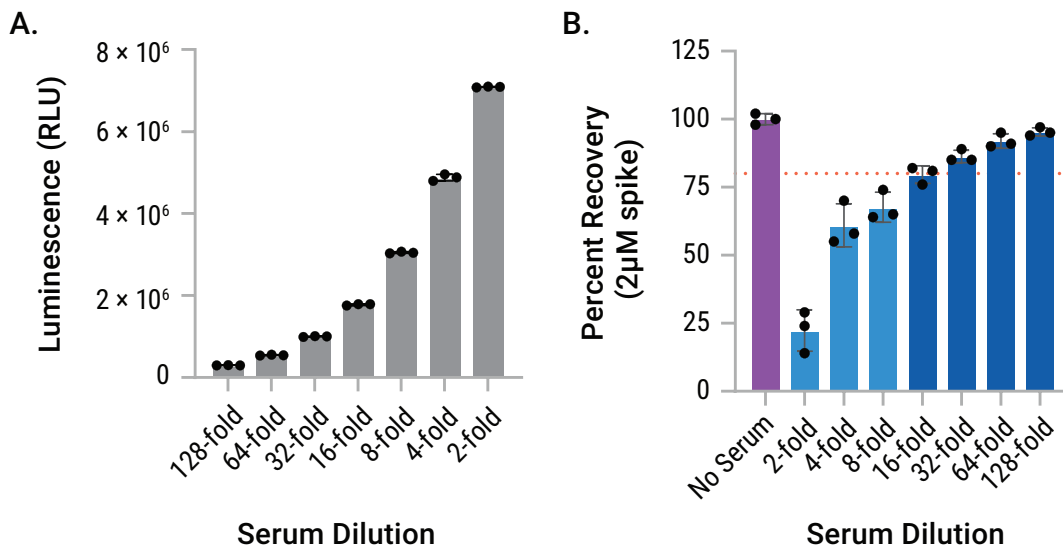 A.
Luminescence (RLU)
8 × 10⁶
6 × 10⁶
4 × 10⁶
2 × 10⁶
0
128-fold
64-fold
32-fold
16-fold
8-fold
4-fold
2-fold
Serum Dilution
B.
Percent Recovery
(2µM spike)
125
100
75
50
25
0
No Serum
2-fold
4-fold
8-fold
16-fold
32-fold
64-fold
128-fold
Serum Dilution